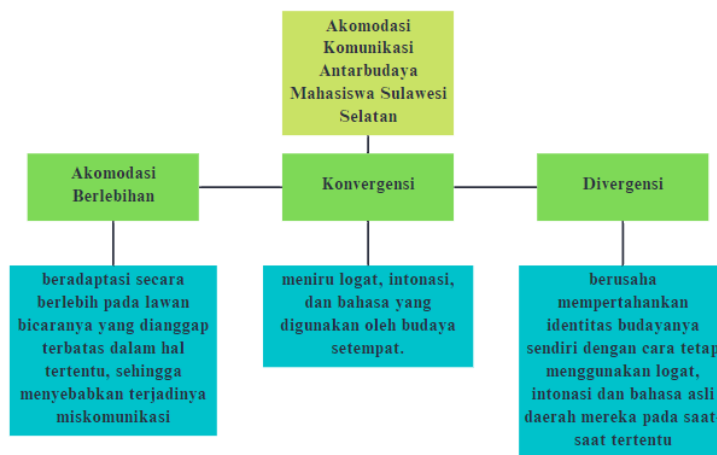 Akomodasi
Komunikasi
Antarbudaya
Mahasiswa Sulawesi
Selatan
Akomodasi
Berlebihan
Konvergensi
Divergensi
beradaptasi secara
berlebih pada lawan
bicaranya yang dianggap
terbatas dalam hal
tertentu, sehingga
menyebabkan terjadinya
miskomunikasi
meniru logat, intonasi,
dan bahasa yang
digunakan oleh budaya
setempat.
berusaha
mempertahankan
identitas budayanya
sendiri dengan cara tetap
menggunakan logat,
intonasi dan bahasa asli
daerah mereka pada saat-
saat tertentu